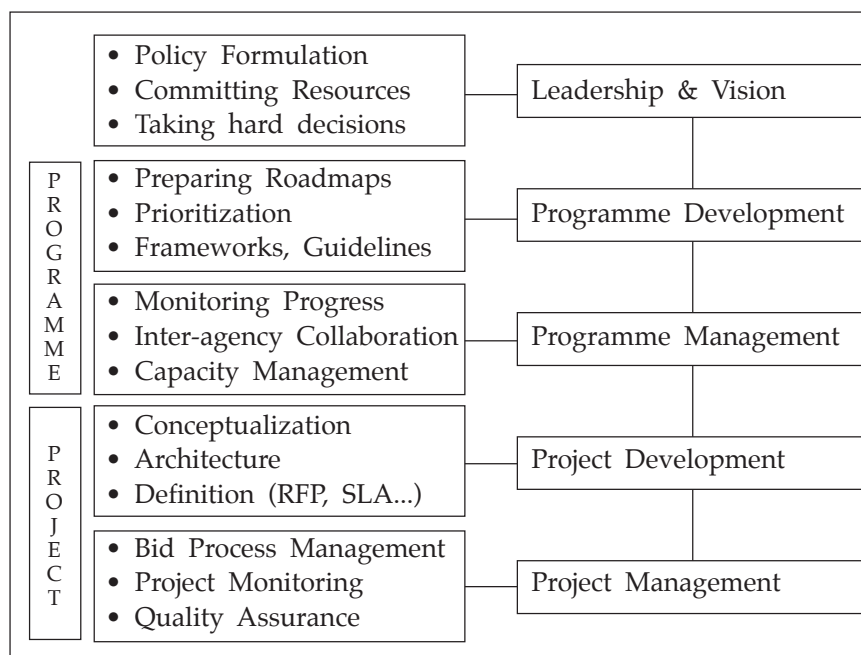 • Policy Formulation
• Committing Resources
• Taking hard decisions
Leadership & Vision
PROGRAMME
• Preparing Roadmaps
• Prioritization
• Frameworks, Guidelines
Programme Development
• Monitoring Progress
• Inter-agency Collaboration
• Capacity Management
Programme Management
PROJECT
• Conceptualization
• Architecture
• Definition (RFP, SLA...)
Project Development
• Bid Process Management
• Project Monitoring
• Quality Assurance
Project Management